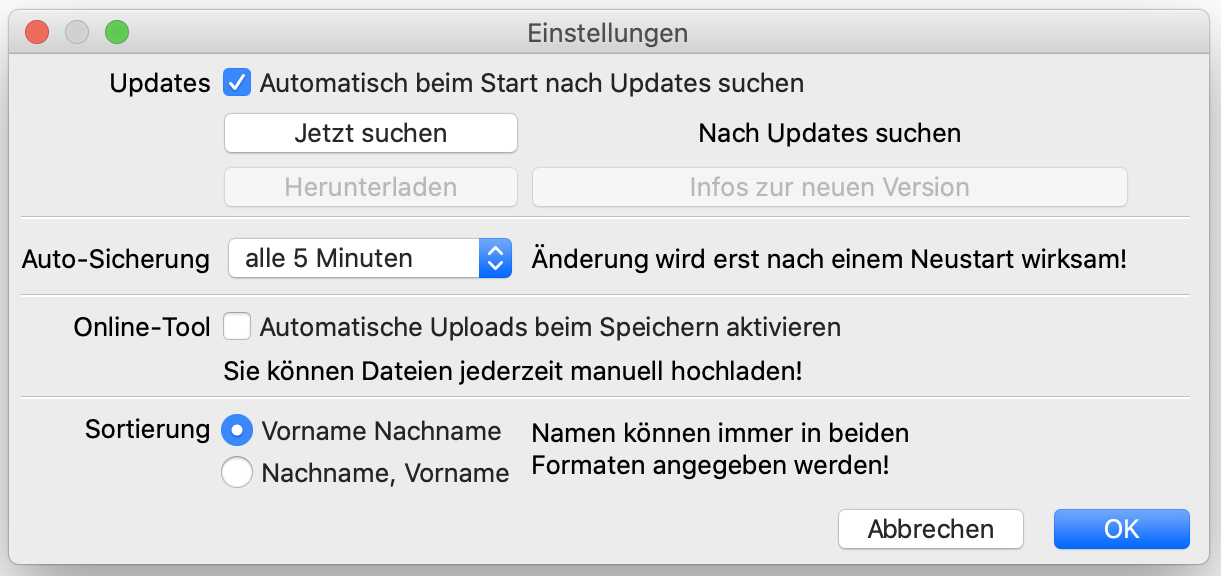 Einstellungen
Updates Automatisch beim Start nach Updates suchen
Jetzt suchen Nach Updates suchen
Herunterladen Infos zur neuen Version
Auto-Sicherung alle 5 Minuten Änderung wird erst nach einem Neustart wirksam!
Online-Tool Automatische Uploads beim Speichern aktivieren
Sie können Dateien jederzeit manuell hochladen!
Sortierung Vorname Nachname
Nachname, Vorname
Namen können immer in beiden
Formaten angegeben werden!
Abbrechen OK